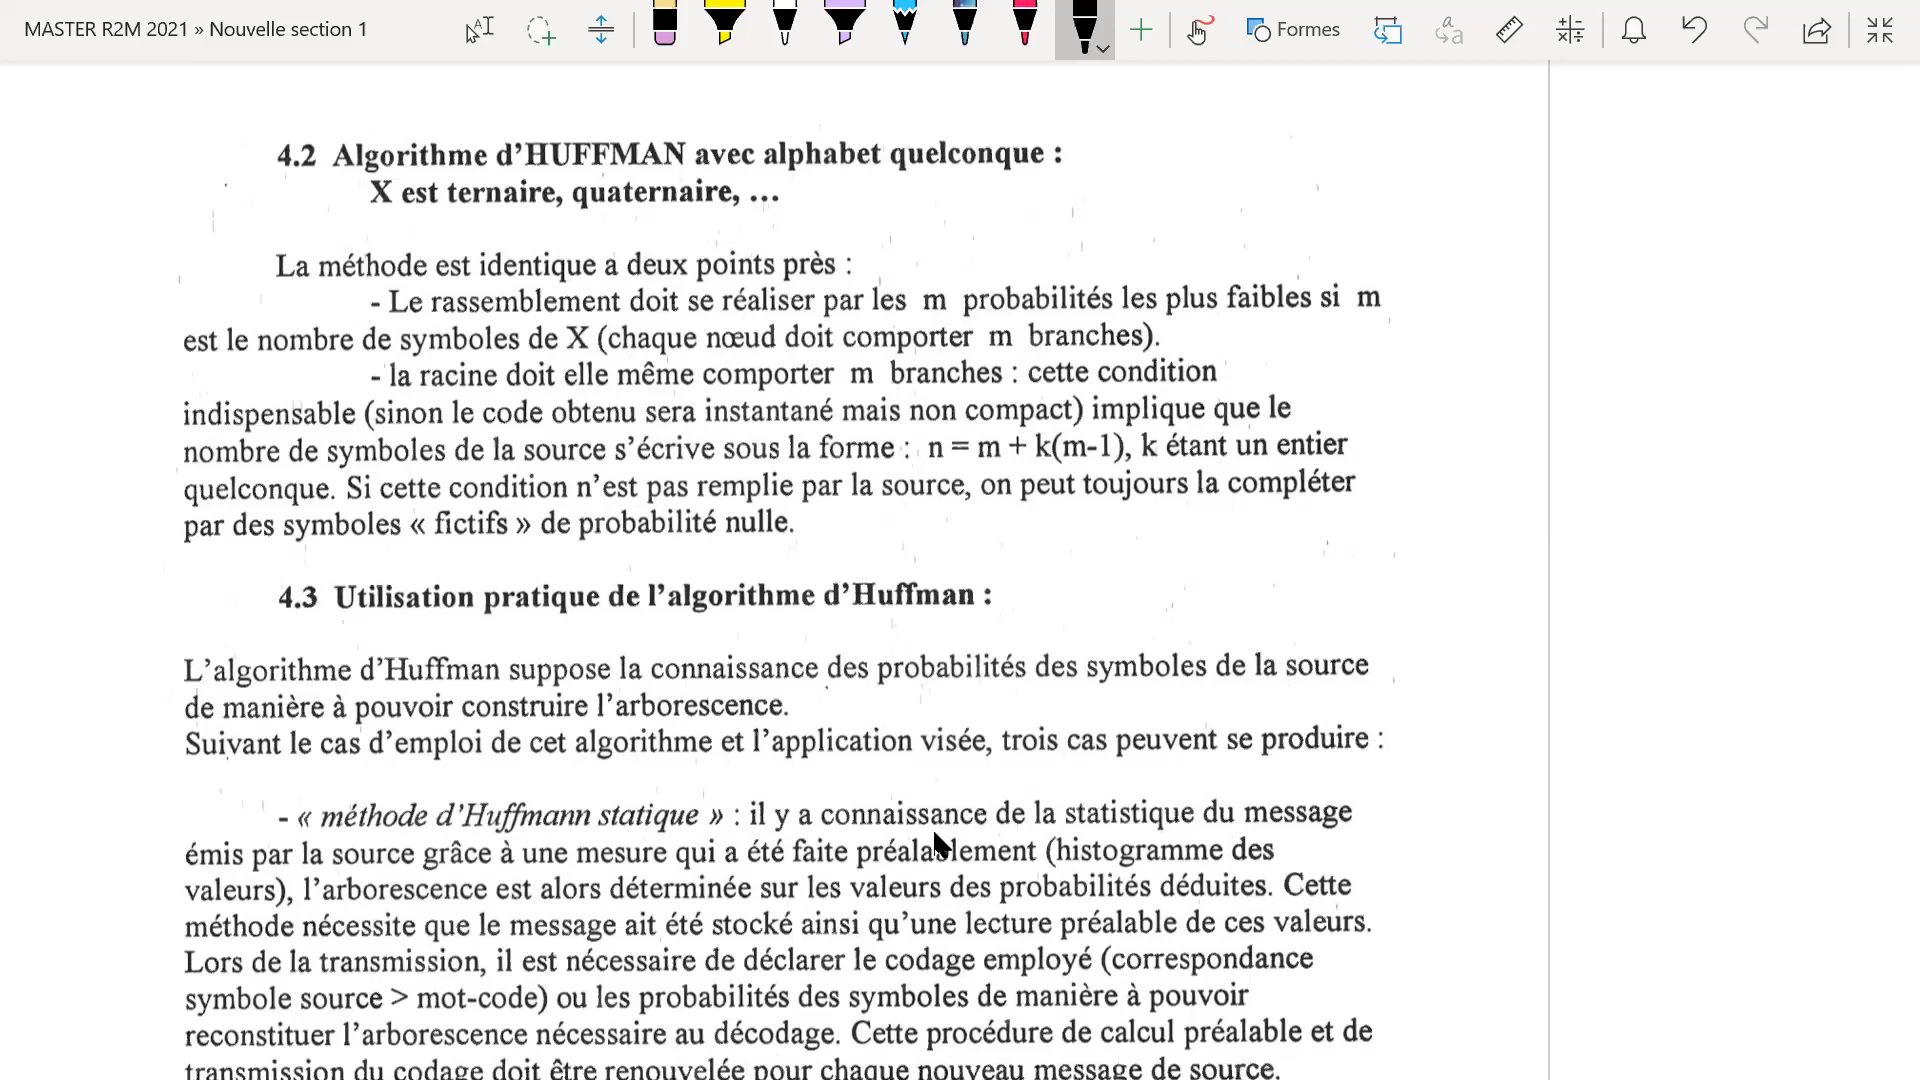 MASTER R2M 2021 » Nouvelle section 1
Formes
4.2 Algorithme d’HUFFMAN avec alphabet quelconque :
X est ternaire, quaternaire, …
La méthode est identique a deux points près :
- Le rassemblement doit se réaliser par les m probabilités les plus faibles si m
est le nombre de symboles de X (chaque nœud doit comporter m branches).
- la racine doit elle même comporter m branches : cette condition
indispensable (sinon le code obtenu sera instantané mais non compact) implique que le
nombre de symboles de la source s’écrive sous la forme : n = m + k(m-1), k étant un entier
quelconque. Si cette condition n’est pas remplie par la source, on peut toujours la compléter
par des symboles « fictifs » de probabilité nulle.
4.3 Utilisation pratique de l’algorithme d’Huffman :
L’algorithme d’Huffman suppose la connaissance des probabilités des symboles de la source
de manière à pouvoir construire l’arborescence.
Suivant le cas d’emploi de cet algorithme et l’application visée, trois cas peuvent se produire :
- « méthode d’Huffmann statique » : il y a connaissance de la statistique du message
émis par la source grâce à une mesure qui a été faite préalablement (histogramme des
valeurs), l’arborescence est alors déterminée sur les valeurs des probabilités déduites. Cette
méthode nécessite que le message ait été stocké ainsi qu’une lecture préalable de ces valeurs.
Lors de la transmission, il est nécessaire de déclarer le codage employé (correspondance
symbole source > mot-code) ou les probabilités des symboles de manière à pouvoir
reconstituer l’arborescence nécessaire au décodage. Cette procédure de calcul préalable et de
transmission du codage doit être renouvelée pour chaque nouveau message de source.